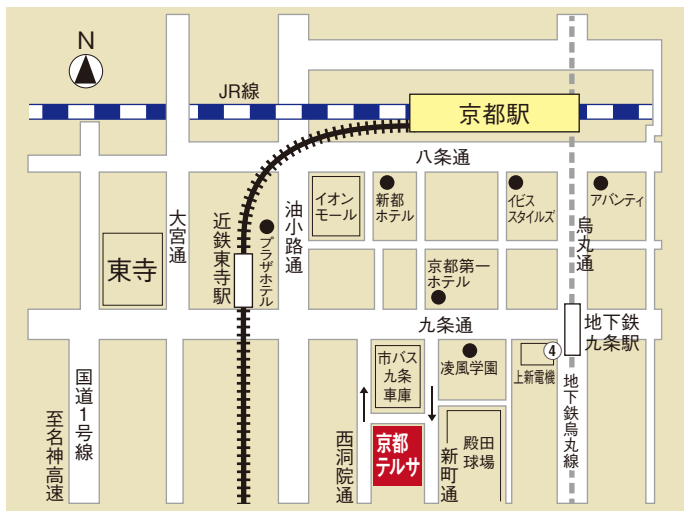 N
JR線
京都駅
八条通
イオン
モール
新都
ホテル
イビス
スタイルズ
アバンティ
大宮通
油小路通
烏丸通
近鉄東寺駅
プラザホテル
東寺
京都第一
ホテル
九条通
地下鉄
九条駅
市バス
九条
車庫
凌風学園
4
上新電機
国道1号線
至名神高速
西洞院通
京都
テルサ
新町通
殿田
球場
地下鉄烏丸線